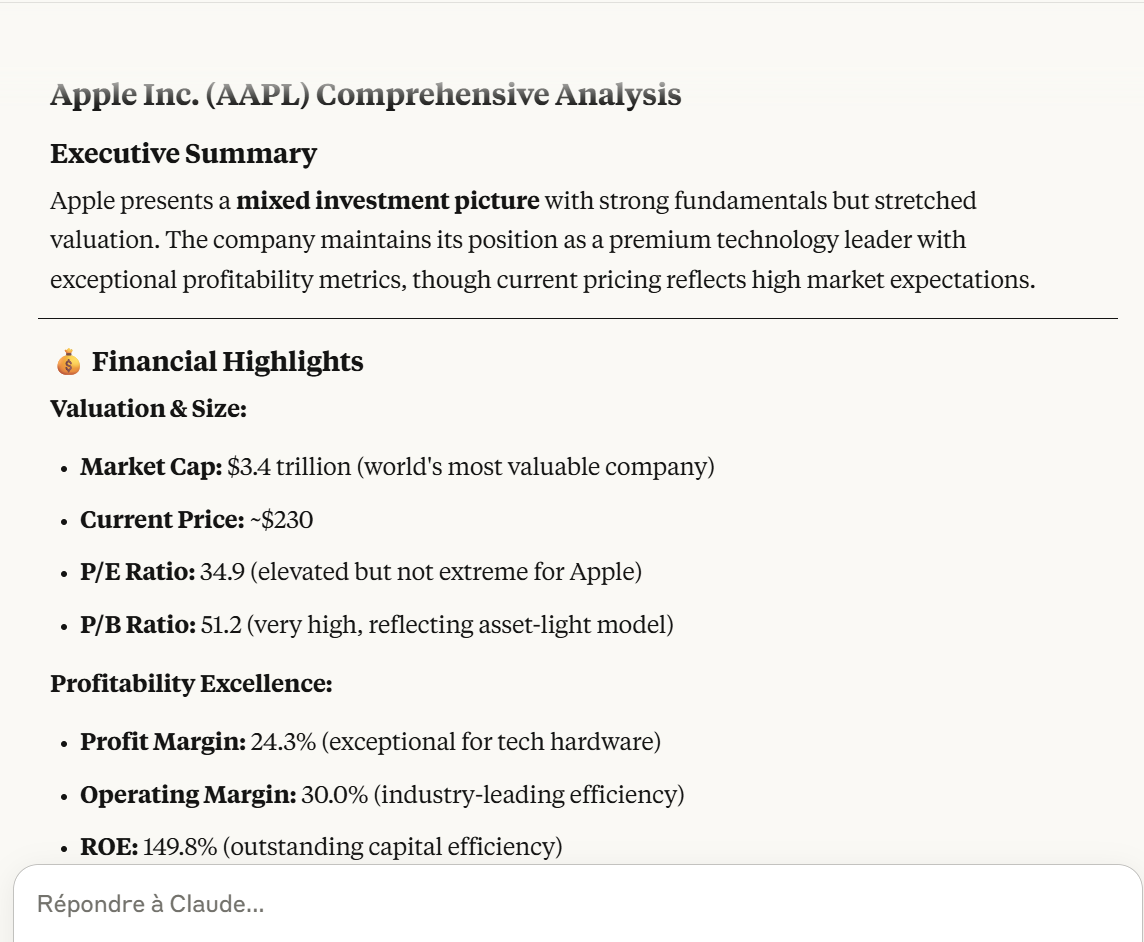 Apple Inc. (AAPL) Comprehensive Analysis
Executive Summary
Apple presents a mixed investment picture with strong fundamentals but stretched
valuation. The company maintains its position as a premium technology leader with
exceptional profitability metrics, though current pricing reflects high market expectations.
💰 Financial Highlights
Valuation & Size:
• Market Cap: $3.4 trillion (world's most valuable company)
• Current Price: ~$230
• P/E Ratio: 34.9 (elevated but not extreme for Apple)
• P/B Ratio: 51.2 (very high, reflecting asset-light model)
Profitability Excellence:
• Profit Margin: 24.3% (exceptional for tech hardware)
• Operating Margin: 30.0% (industry-leading efficiency)
• ROE: 149.8% (outstanding capital efficiency)
Répondre à Claude...